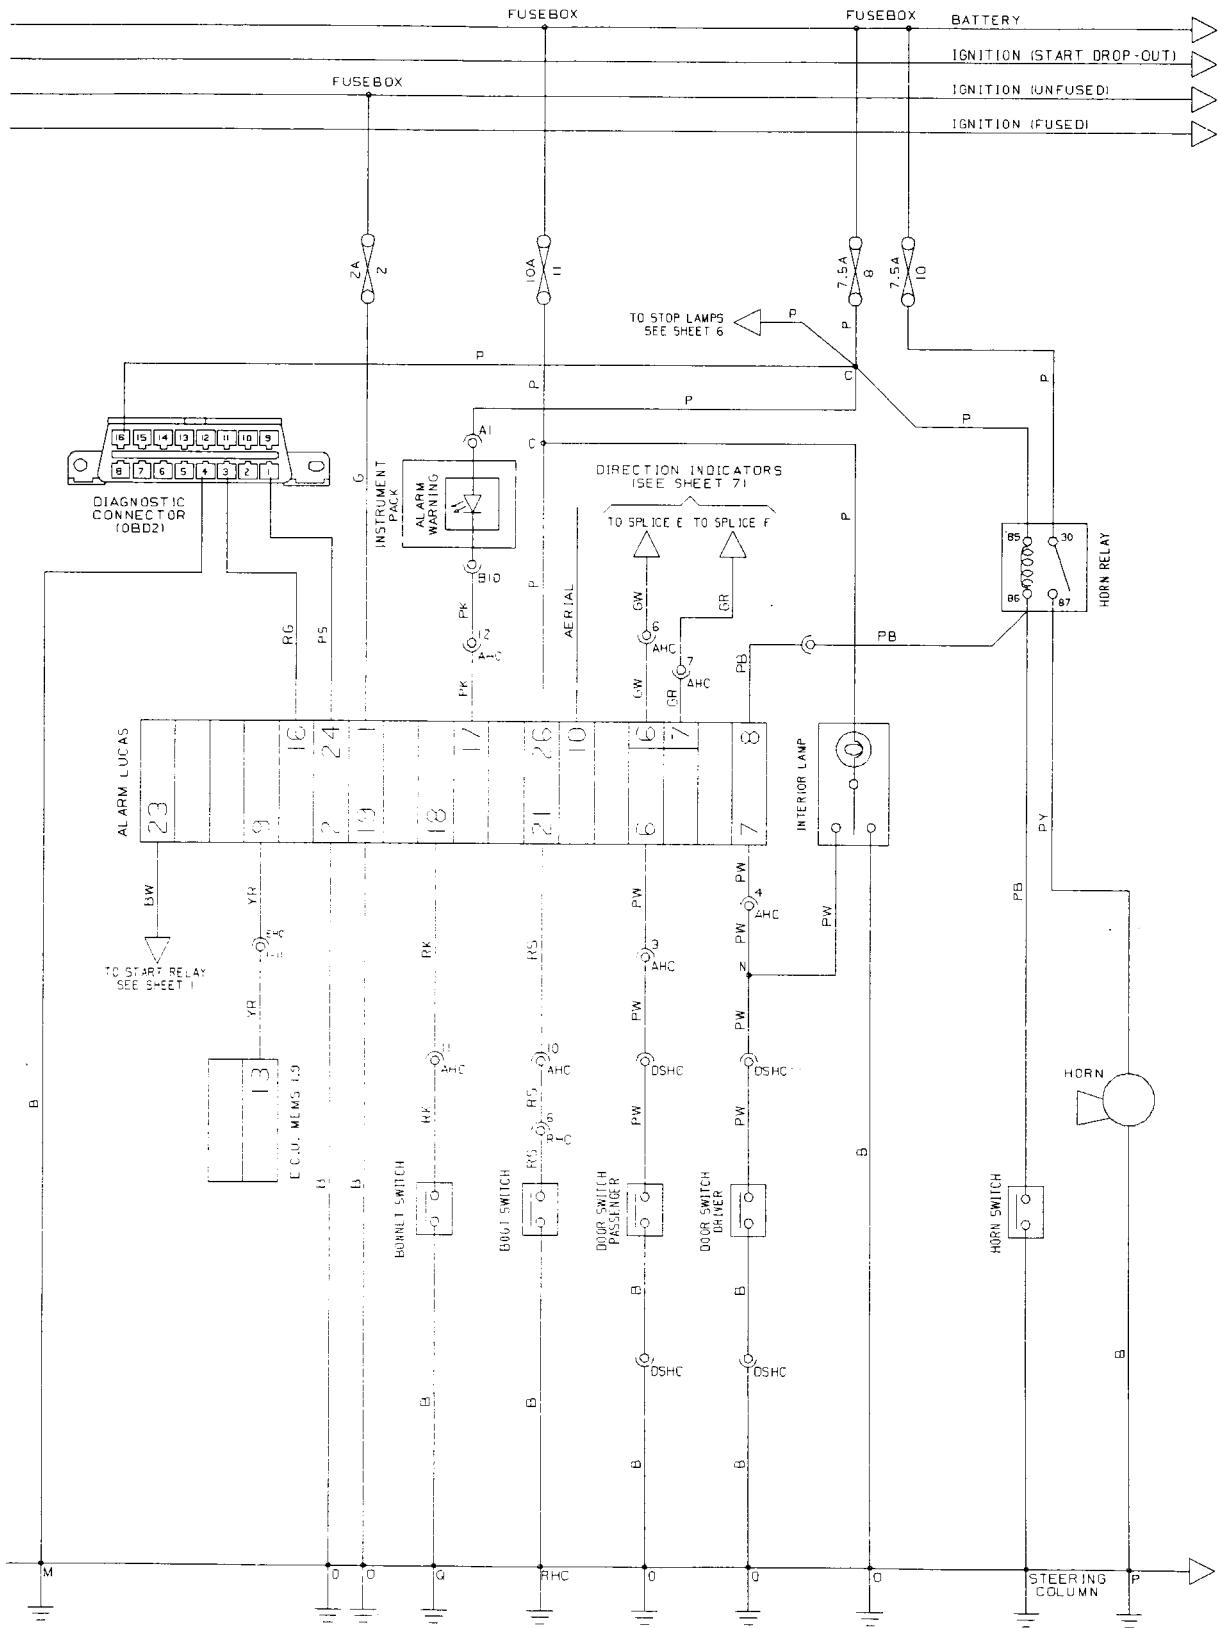 FUSEBOX
FUSEBOX
BATTERY
IGNITION (START DROP-OUT)
FUSEBOX
IGNITION (UNFUSED)
IGNITION (FUSED)
2A
2
10A
11
7.5A
8
7.5A
10
TO STOP LAMPS
SEE SHEET 6
P
P
P
P
C
P
P
P
P
A1
C
16 15 14 13 12 11 10 9
8 7 6 5 4 3 2 1
DIAGNOSTIC
CONNECTOR
(OBD2)
G
INSTRUMENT
PACK
ALARM
WARNING
DIRECTION INDICATORS
(SEE SHEET 7)
TO SPLICE E TO SPLICE F
P
85
30
86
87
HORN RELAY
B10
P
PK
AERIAL
GW
GR
RG
PS
12
AHC
6
AHC
7
AHC
PB
PB
PK
GW
GR
ALARM LUCAS
16
24
1
17
26
10
6
7
8
23
9
2
19
18
21
6
7
INTERIOR LAMP
PY
BW
YR
RK
RS
PW
PW
4
AHC
PW
PB
TO START RELAY
SEE SHEET 1
3
AHC
PW
N
YR
PW
PW
13
E.C.U. MEMS 1.9
AHC
10
AHC
DSHC
DSHC
HORN
B
RK
RS
PW
PW
B
RS
B
B
BONNET SWITCH
BOOT SWITCH
DOOR SWITCH
PASSENGER
DOOR SWITCH
DRIVER
HORN SWITCH
B
B
B
DSHC
DSHC
B
B
B
B
M
O
O
Q
RHC
O
O
O
STEERING
COLUMN
P